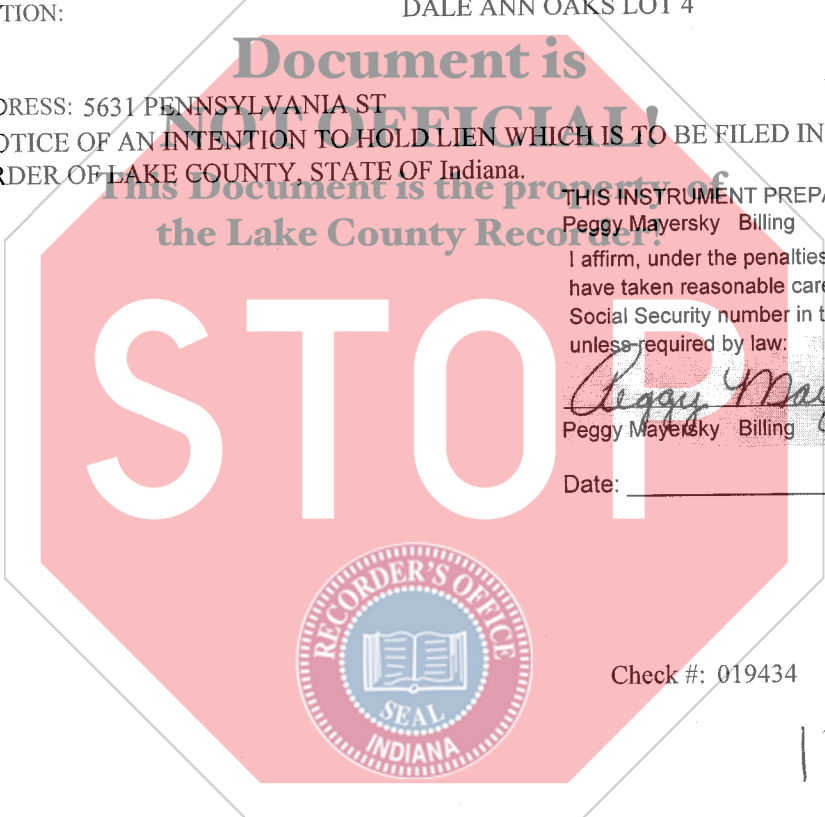 TION:
DALE ANN OAKS LOT 4
Document is
DRESS: 5631 PENNSYLVANIA ST
NOT OFFICIAL!
OTICE OF AN INTENTION TO HOLD LIEN WHICH IS TO BE FILED IN
RDER OF LAKE COUNTY, STATE OF Indiana.
This Document is the property of
the Lake County Recorder!
THIS INSTRUMENT PREPA
Peggy Mayersky Billing
I affirm, under the penalties
have taken reasonable care
Social Security number in t
unless required by law:
STOP
Peggy May
Peggy Mayersky Billing
Date:
RECORDER'S OFFICE
SEAL
INDIANA
Check #: 019434